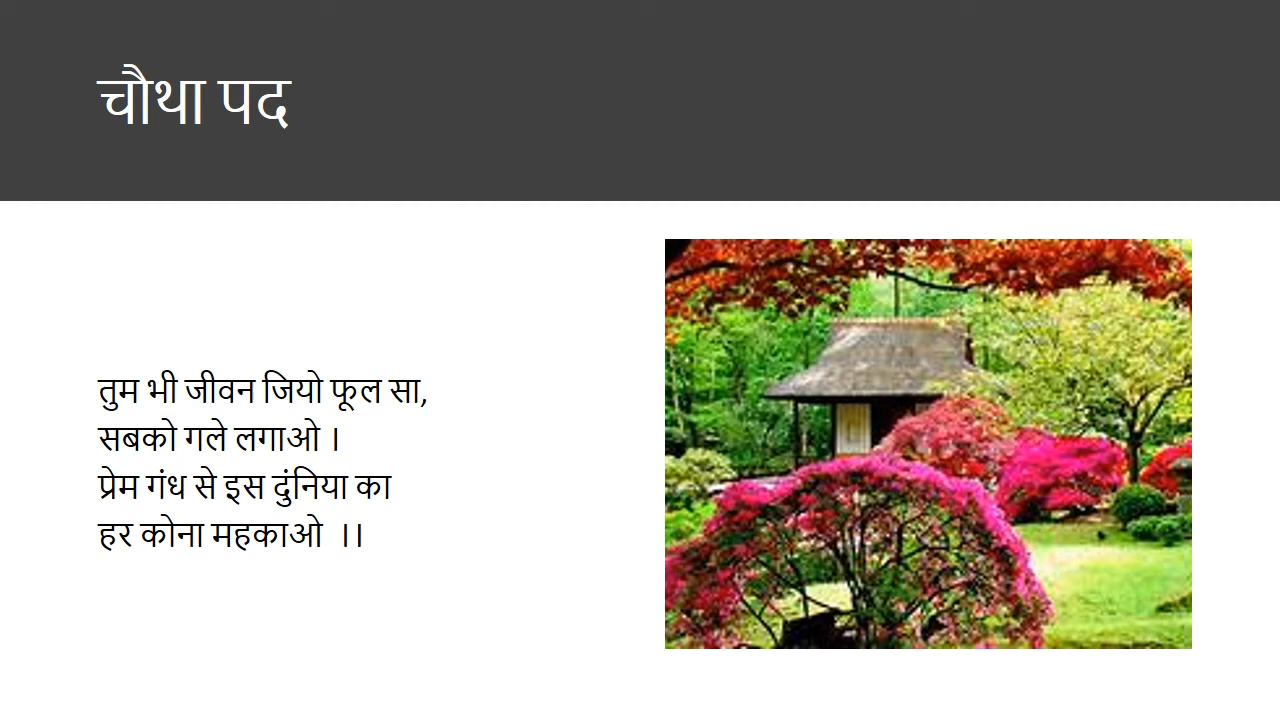 चौथा पद
तुम भी जीवन जियो फूल सा,
सबको गले लगाओ ।
प्रेम गंध से इस दुंनिया का
हर कोना महकाओ ।।